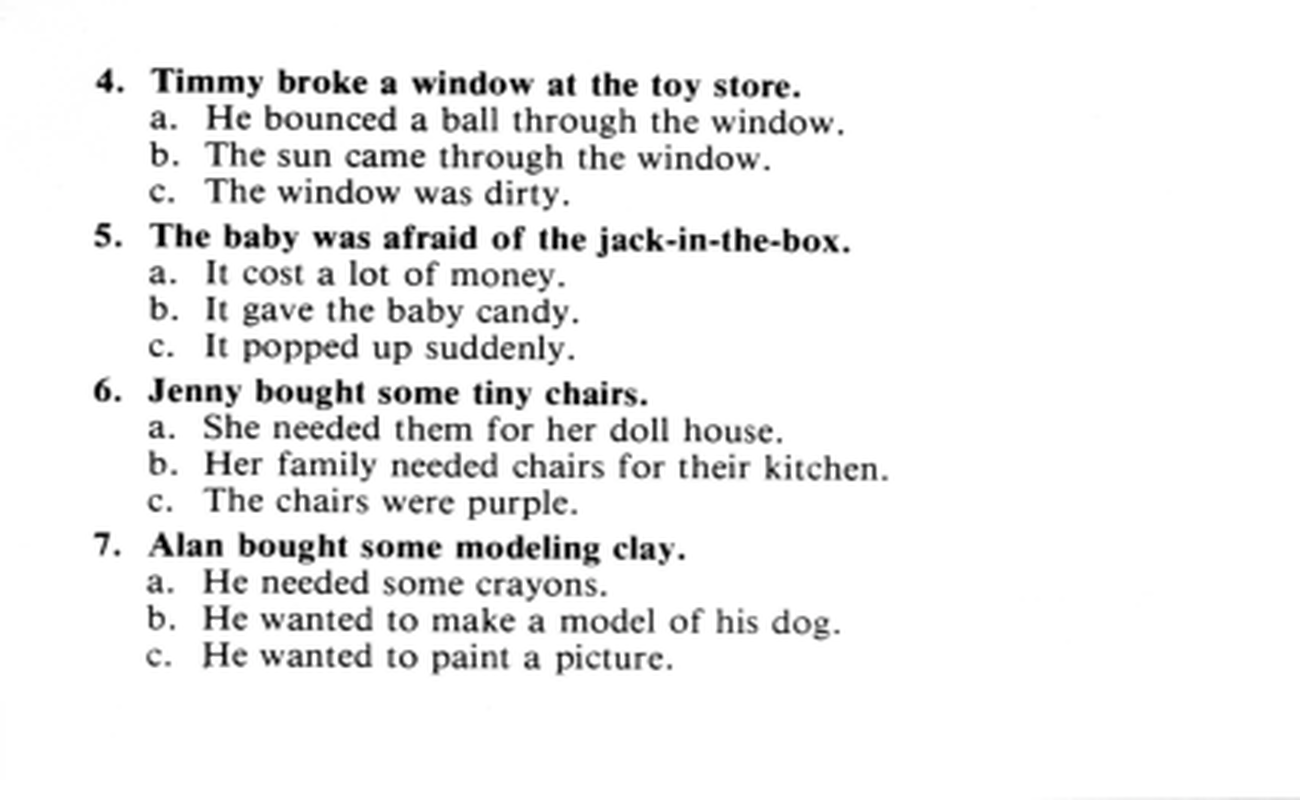 4. Timmy broke a window at the toy store.
a. He bounced a ball through the window.
b. The sun came through the window.
c. The window was dirty.
5. The baby was afraid of the jack-in-the-box.
a. It cost a lot of money.
b. It gave the baby candy.
c. It popped up suddenly.
6. Jenny bought some tiny chairs.
a. She needed them for her doll house.
b. Her family needed chairs for their kitchen.
c. The chairs were purple.
7. Alan bought some modeling clay.
a. He needed some crayons.
b. He wanted to make a model of his dog.
c. He wanted to paint a picture.